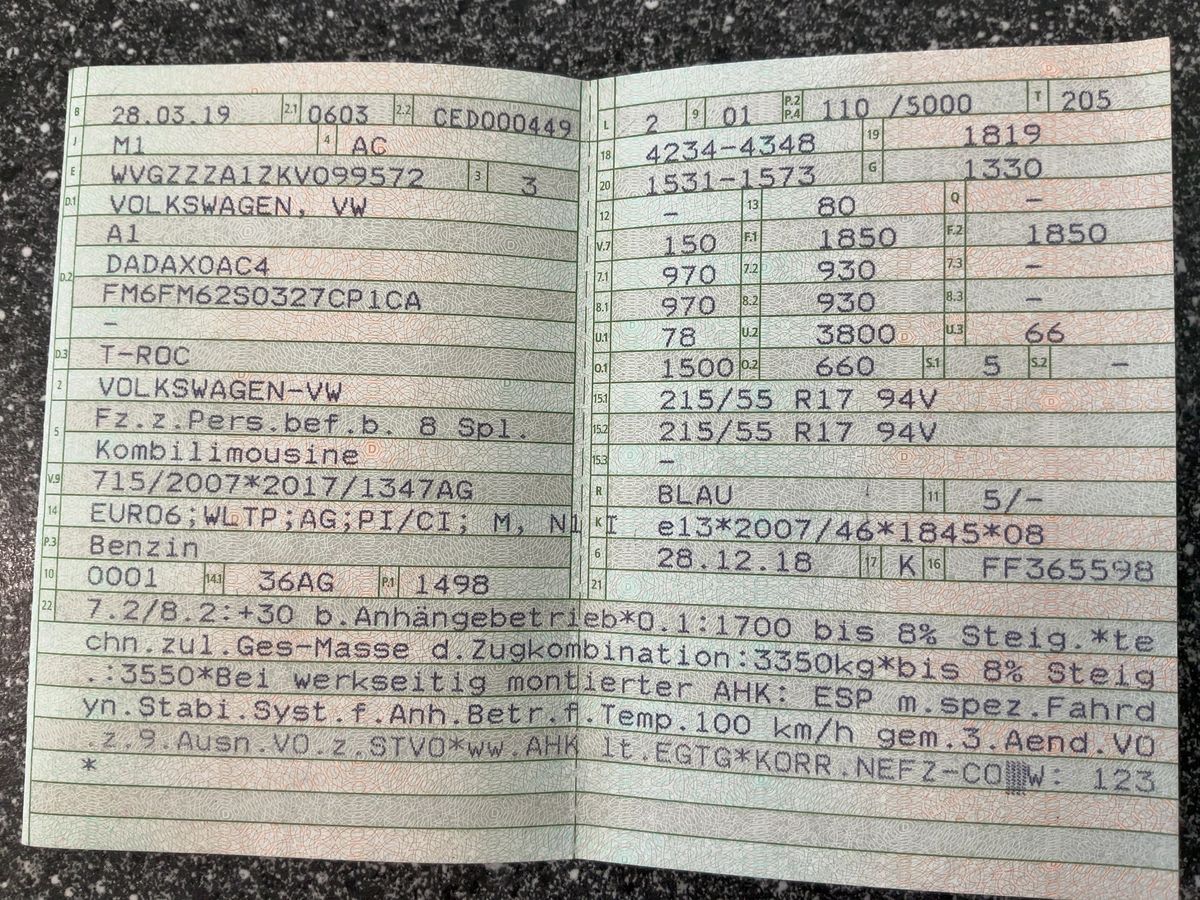 B 28.03.19 2.1 0603 2.2 CED000449
J M1 4 AC
E WVGZZZA1ZKV099572 3 3
D.1 VOLKSWAGEN, VW
A1
D.2 DADAX0AC4
FM6FM62S0327CP1CA
–
D.3 T-ROC
2 VOLKSWAGEN-VW
5 Fz.z.Pers.bef.b. 8 Spl.
Kombilimousine
V.9 715/2007*2017/1347AG
14 EURO6;WLTP;AG;PI/CI; M, N1 I
P.3 Benzin
10 0001 14.1 36AG P.1 1498
L 2 9 01 P.2 P.4 110 /5000 T 205
18 4234-4348 19 1819
20 1531-1573 G 1330
12 – 13 80 Q –
V.7 150 F.1 1850 F.2 1850
7.1 970 7.2 930 7.3 –
8.1 970 8.2 930 8.3 –
U.1 78 U.2 3800 U.3 66
O.1 1500 O.2 660 S.1 5 S.2 –
15.1 215/55 R17 94V
15.2 215/55 R17 94V
15.3 –
R BLAU 11 5/-
K e13*2007/46*1845*08
6 28.12.18 17 K 16 FF365598
21
22 7.2/8.2:+30 b.Anhängebetrieb*O.1:1700 bis 8% Steig.*te
chn.zul.Ges-Masse d.Zugkombination:3350kg*bis 8% Steig
.:3550*Bei werkseitig montierter AHK: ESP m.spez.Fahrd
yn.Stabi.Syst.f.Anh.Betr.f.Temp.100 km/h gem.3.Aend.VO
.z.9.Ausn.VO.z.STVO*ww.AHK lt.EGTG*KORR.NEFZ-CO W: 123
*